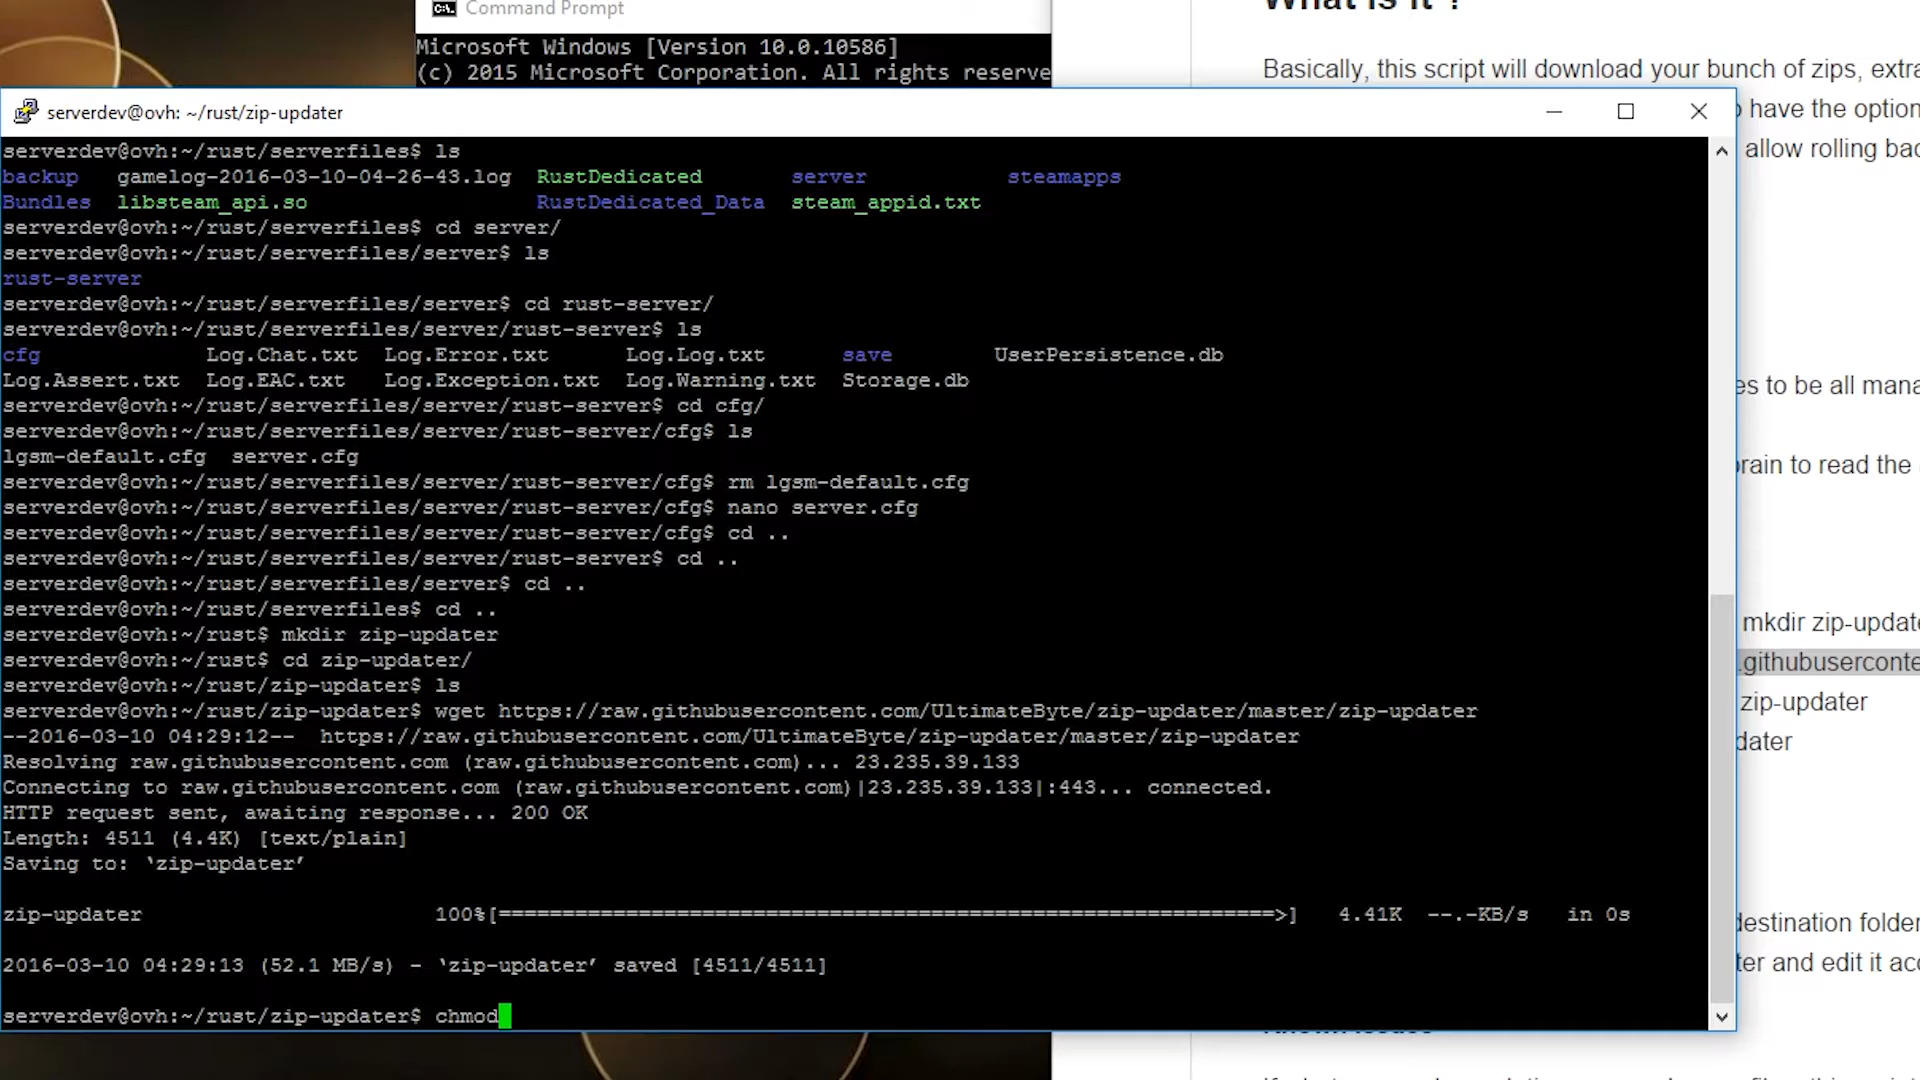 Command Prompt
Microsoft Windows [Version 10.0.10586]
(c) 2015 Microsoft Corporation. All rights reserve
What is it ?
Basically, this script will download your bunch of zips, extra
have the option
allow rolling bac
es to be all mana
brain to read the
mkdir zip-update
.githubuserconte
zip-updater
dater
destination folder
ter and edit it acc
serverdev@ovh: ~/rust/zip-updater
serverdev@ovh:~/rust/serverfiles$ ls
backup gamelog-2016-03-10-04-26-43.log RustDedicated server steamapps
Bundles libsteam_api.so RustDedicated_Data steam_appid.txt
serverdev@ovh:~/rust/serverfiles$ cd server/
serverdev@ovh:~/rust/serverfiles/server$ ls
rust-server
serverdev@ovh:~/rust/serverfiles/server$ cd rust-server/
serverdev@ovh:~/rust/serverfiles/server/rust-server$ ls
cfg Log.Chat.txt Log.Error.txt Log.Log.txt save UserPersistence.db
Log.Assert.txt Log.EAC.txt Log.Exception.txt Log.Warning.txt Storage.db
serverdev@ovh:~/rust/serverfiles/server/rust-server$ cd cfg/
serverdev@ovh:~/rust/serverfiles/server/rust-server/cfg$ ls
lgsm-default.cfg server.cfg
serverdev@ovh:~/rust/serverfiles/server/rust-server/cfg$ rm lgsm-default.cfg
serverdev@ovh:~/rust/serverfiles/server/rust-server/cfg$ nano server.cfg
serverdev@ovh:~/rust/serverfiles/server/rust-server/cfg$ cd ..
serverdev@ovh:~/rust/serverfiles/server/rust-server$ cd ..
serverdev@ovh:~/rust/serverfiles/server$ cd ..
serverdev@ovh:~/rust/serverfiles$ cd ..
serverdev@ovh:~/rust$ mkdir zip-updater
serverdev@ovh:~/rust$ cd zip-updater/
serverdev@ovh:~/rust/zip-updater$ ls
serverdev@ovh:~/rust/zip-updater$ wget https://raw.githubusercontent.com/UltimateByte/zip-updater/master/zip-updater
--2016-03-10 04:29:12-- https://raw.githubusercontent.com/UltimateByte/zip-updater/master/zip-updater
Resolving raw.githubusercontent.com (raw.githubusercontent.com)... 23.235.39.133
Connecting to raw.githubusercontent.com (raw.githubusercontent.com)|23.235.39.133|:443... connected.
HTTP request sent, awaiting response... 200 OK
Length: 4511 (4.4K) [text/plain]
Saving to: ‘zip-updater’
zip-updater 100%[=============================================================>] 4.41K --.-KB/s in 0s
2016-03-10 04:29:13 (52.1 MB/s) - ‘zip-updater’ saved [4511/4511]
serverdev@ovh:~/rust/zip-updater$ chmod